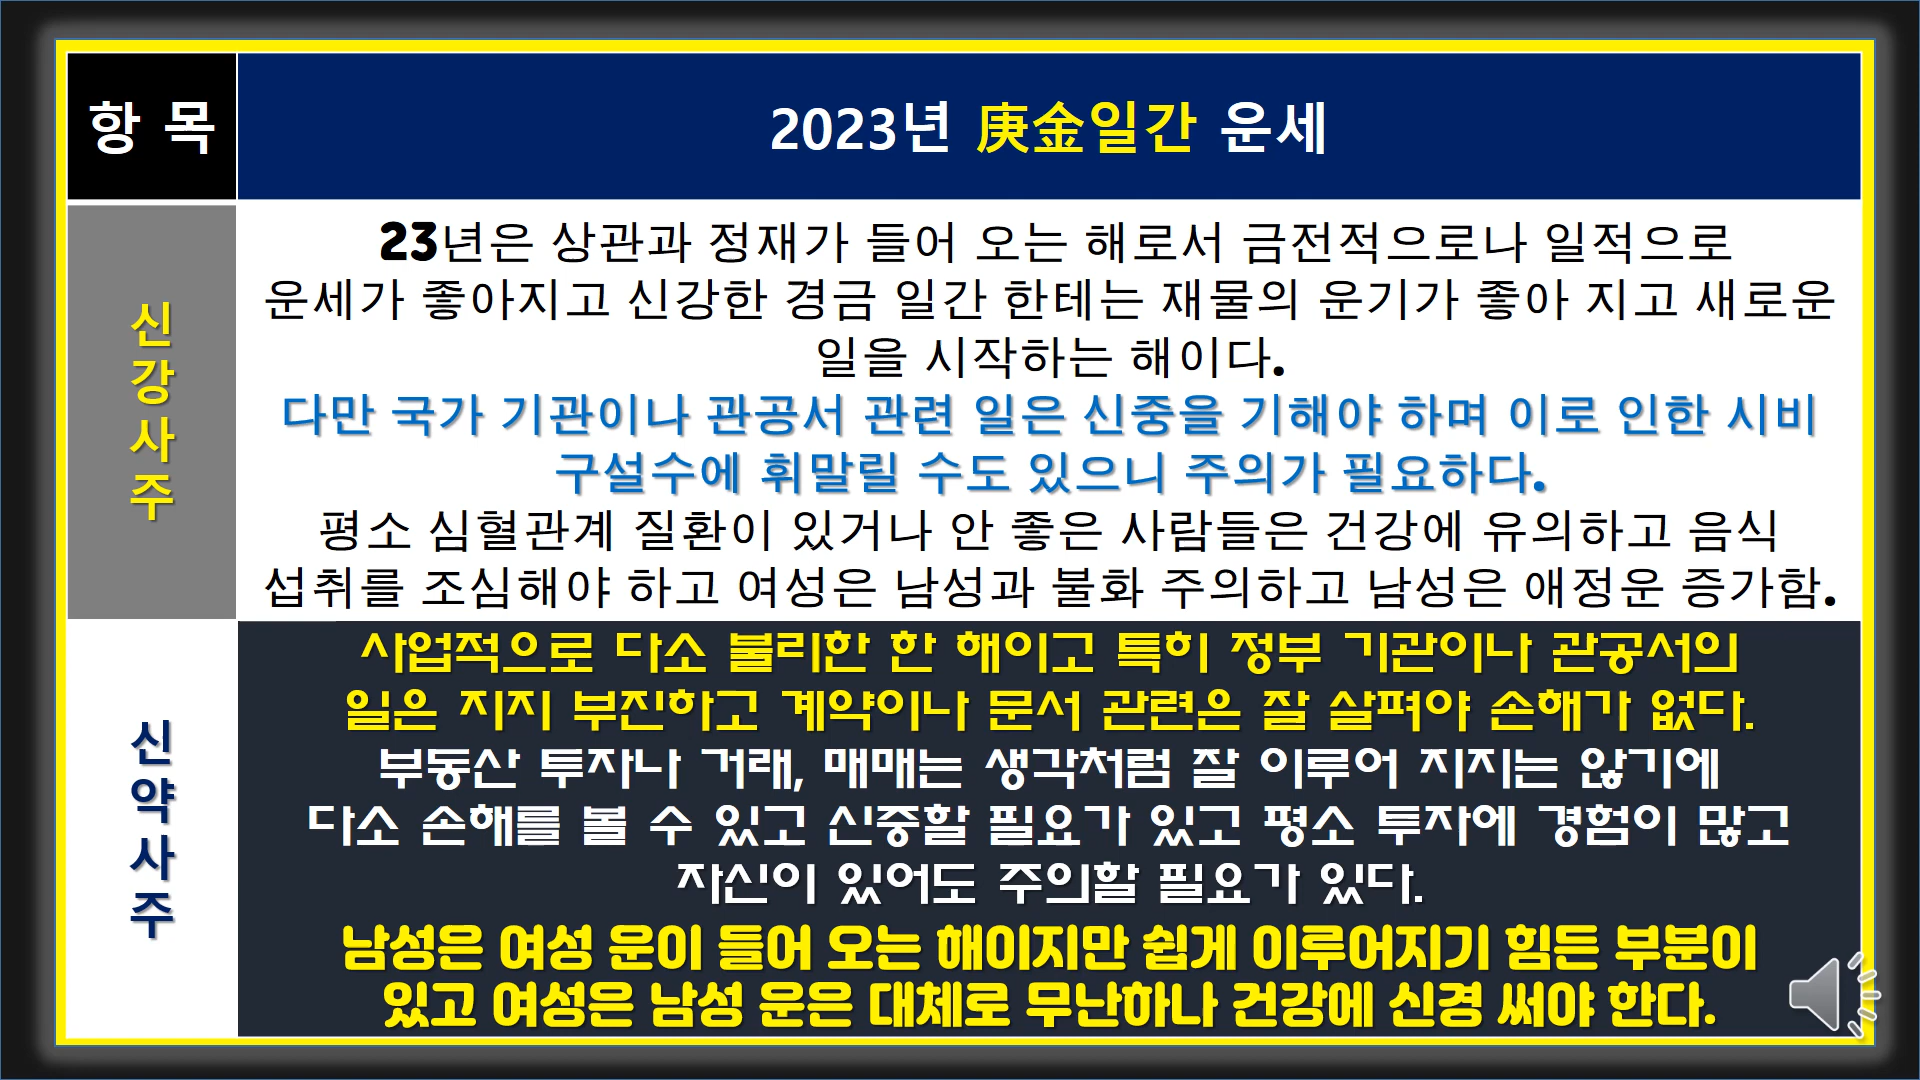 항 목
2023년 庚金일간 운세
신강사주
23년은 상관과 정재가 들어 오는 해로서 금전적으로나 일적으로
운세가 좋아지고 신강한 경금 일간 한테는 재물의 운기가 좋아 지고 새로운
일을 시작하는 해이다.
다만 국가 기관이나 관공서 관련 일은 신중을 기해야 하며 이로 인한 시비
구설수에 휘말릴 수도 있으니 주의가 필요하다.
평소 심혈관계 질환이 있거나 안 좋은 사람들은 건강에 유의하고 음식
섭취를 조심해야 하고 여성은 남성과 불화 주의하고 남성은 애정운 증가함.
신약사주
사업적으로 다소 불리한 한 해이고 특히 정부 기관이나 관공서의
일은 지지 부진하고 계약이나 문서 관련은 잘 살펴야 손해가 없다.
부동산 투자나 거래, 매매는 생각처럼 잘 이루어 지지는 않기에
다소 손해를 볼 수 있고 신중할 필요가 있고 평소 투자에 경험이 많고
자신이 있어도 주의할 필요가 있다.
남성은 여성 운이 들어 오는 해이지만 쉽게 이루어지기 힘든 부분이
있고 여성은 남성 운은 대체로 무난하나 건강에 신경 써야 한다.